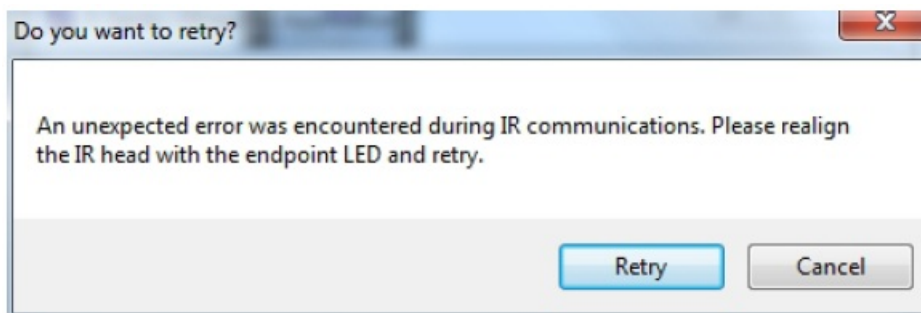 Do you want to retry?
An unexpected error was encountered during IR communications. Please realign
the IR head with the endpoint LED and retry.
Retry
Cancel